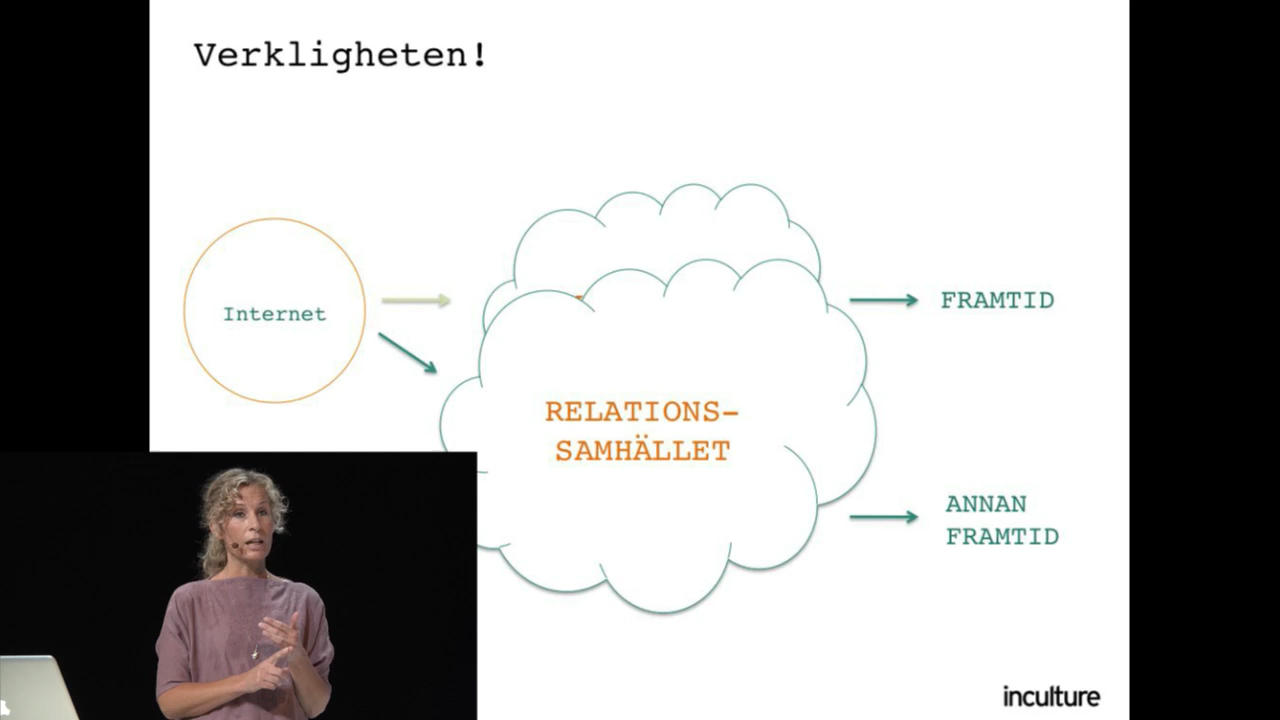 Verkligheten!
Internet
FRAMTID
RELATIONS-
SAMHÄLLET
ANNAN
FRAMTID
inculture